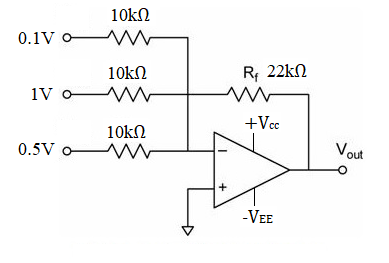 10kΩ
0.1V
10kΩ
Rf 22kΩ
1V
+Vcc
10kΩ
0.5V
−
Vout
+
-VEE